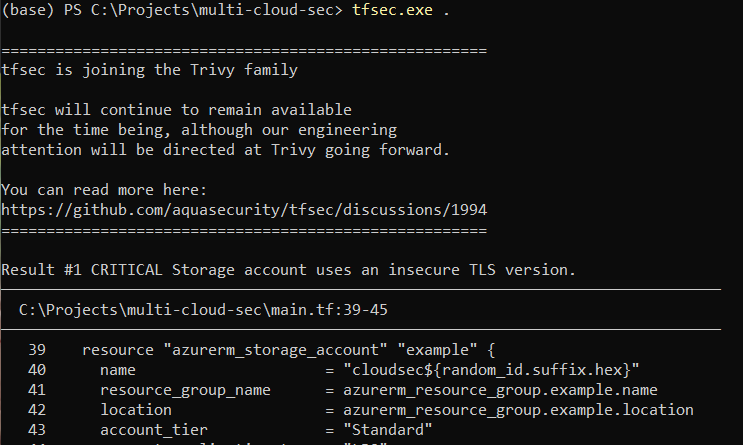 (base) PS C:\Projects\multi-cloud-sec> tfsec.exe .
======================================================
tfsec is joining the Trivy family
tfsec will continue to remain available
for the time being, although our engineering
attention will be directed at Trivy going forward.
You can read more here:
https://github.com/aquasecurity/tfsec/discussions/1994
======================================================
Result #1 CRITICAL Storage account uses an insecure TLS version.
C:\Projects\multi-cloud-sec\main.tf:39-45
39 resource "azurerm_storage_account" "example" {
40 name = "cloudsec${random_id.suffix.hex}"
41 resource_group_name = azurerm_resource_group.example.name
42 location = azurerm_resource_group.example.location
43 account_tier = "Standard"